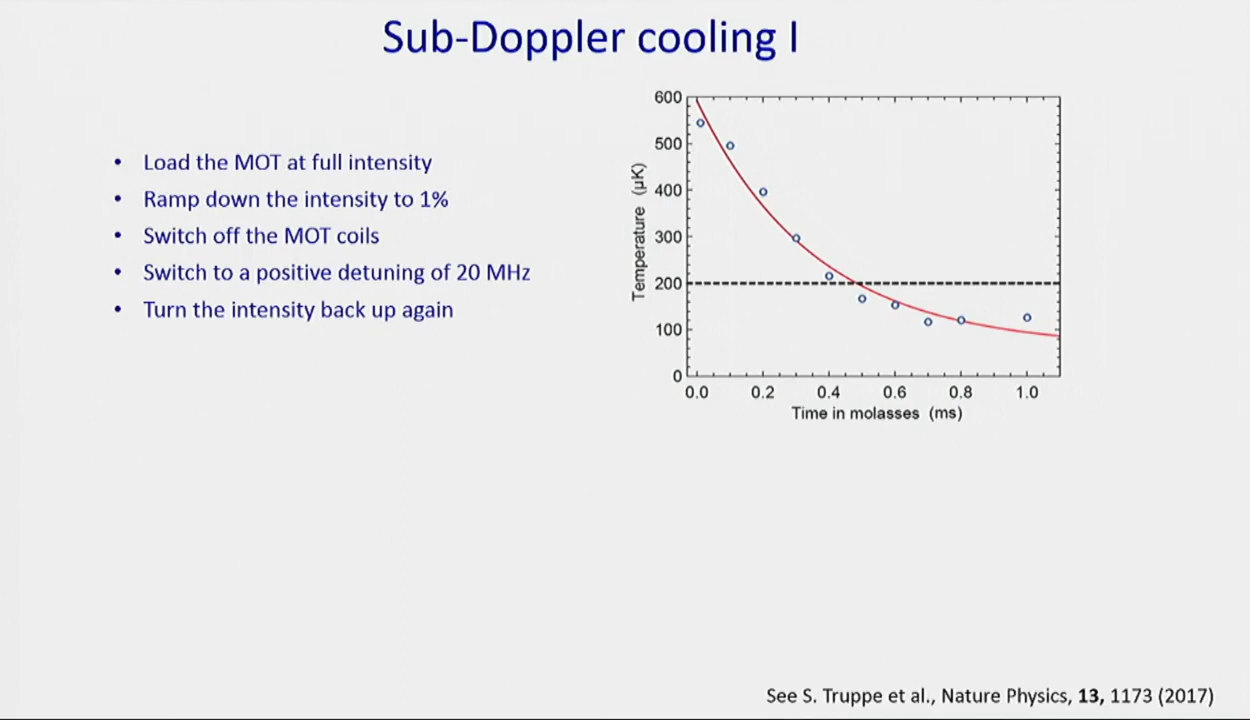 Sub-Doppler cooling I
• Load the MOT at full intensity
• Ramp down the intensity to 1%
• Switch off the MOT coils
• Switch to a positive detuning of 20 MHz
• Turn the intensity back up again
600
500
400
300
200
100
0
Temperature (μK)
0.0 0.2 0.4 0.6 0.8 1.0
Time in molasses (ms)
See S. Truppe et al., Nature Physics, 13, 1173 (2017)